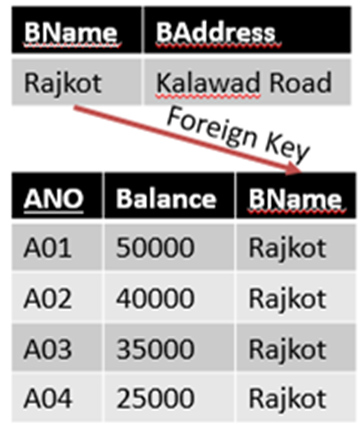 BName BAddress
Rajkot Kalawad Road
Foreign Key
ANO Balance BName
A01 50000 Rajkot
A02 40000 Rajkot
A03 35000 Rajkot
A04 25000 Rajkot